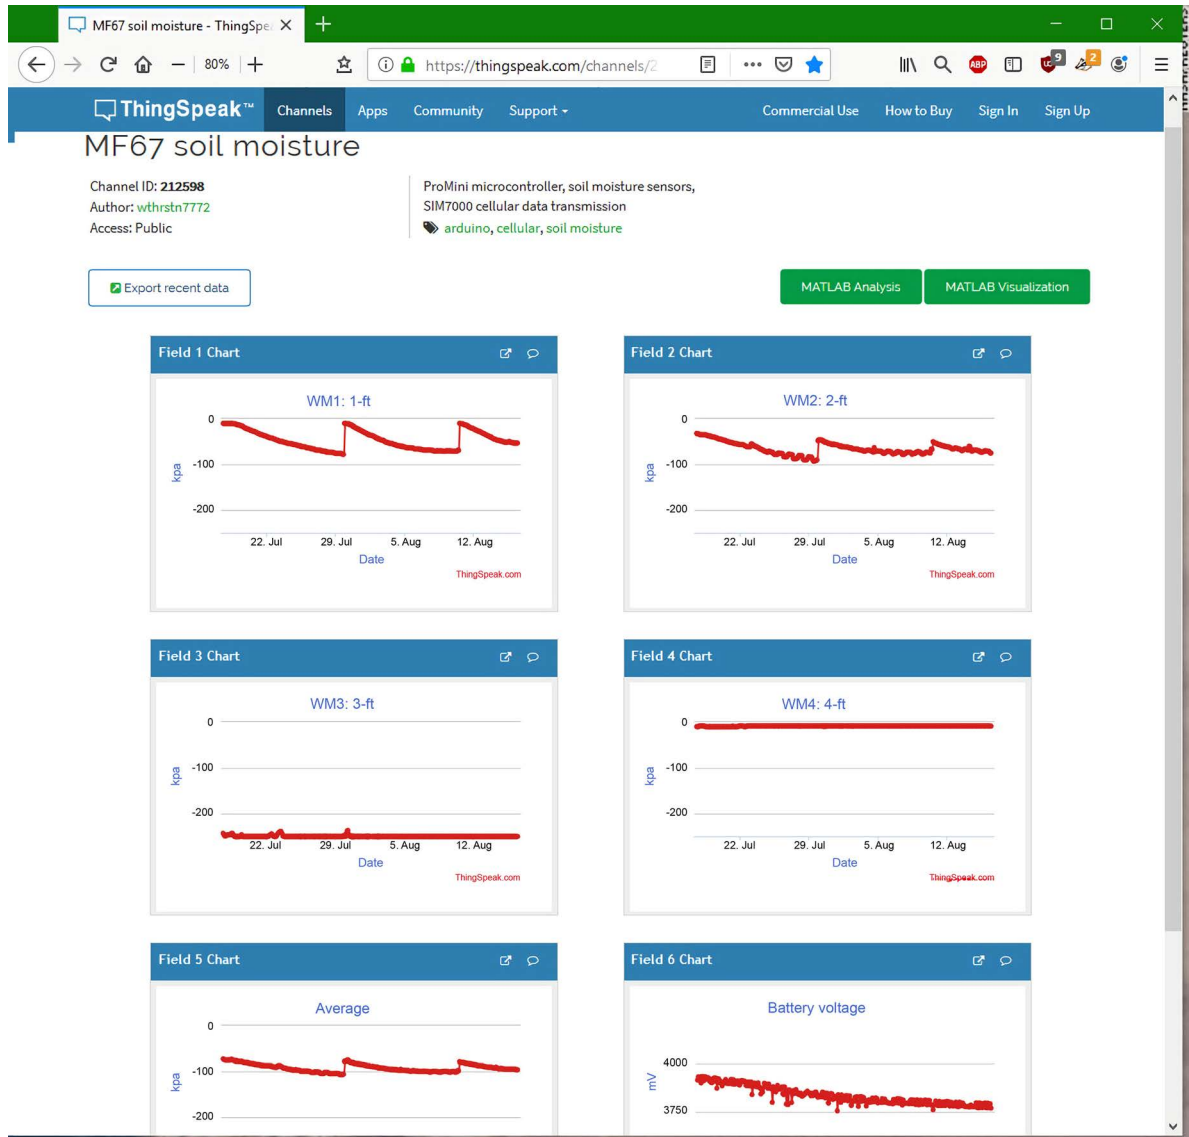 MF67 soil moisture - ThingSpe
80%
https://thingspeak.com/channels/2
ABP
9
2
ThingSpeak™
Channels
Apps
Community
Support
Commercial Use
How to Buy
Sign In
Sign Up
MF67 soil moisture
Channel ID: 212598
Author: wthrstn7772
Access: Public
ProMini microcontroller, soil moisture sensors,
SIM7000 cellular data transmission
arduino, cellular, soil moisture
Export recent data
MATLAB Analysis
MATLAB Visualization
Field 1 Chart
WM1: 1-ft
0
-100
-200
kpa
22. Jul
29. Jul
5. Aug
12. Aug
Date
ThingSpeak.com
Field 2 Chart
WM2: 2-ft
0
-100
-200
kpa
22. Jul
29. Jul
5. Aug
12. Aug
Date
ThingSpeak.com
Field 3 Chart
WM3: 3-ft
0
-100
-200
kpa
22. Jul
29. Jul
5. Aug
12. Aug
Date
ThingSpeak.com
Field 4 Chart
WM4: 4-ft
0
-100
-200
kpa
22. Jul
29. Jul
5. Aug
12. Aug
Date
ThingSpeak.com
Field 5 Chart
Average
0
-100
-200
kpa
Field 6 Chart
Battery voltage
4000
3750
mV